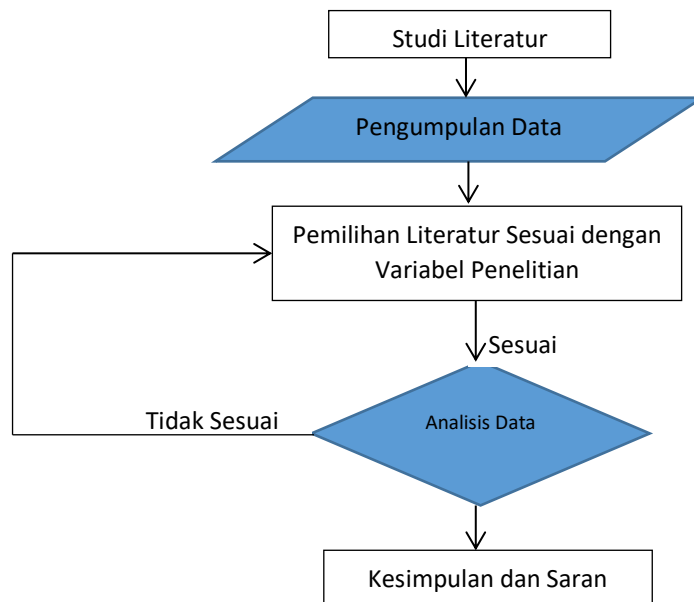 Studi Literatur
Pengumpulan Data
Pemilihan Literatur Sesuai dengan
Variabel Penelitian
Sesuai
Tidak Sesuai
Analisis Data
Kesimpulan dan Saran